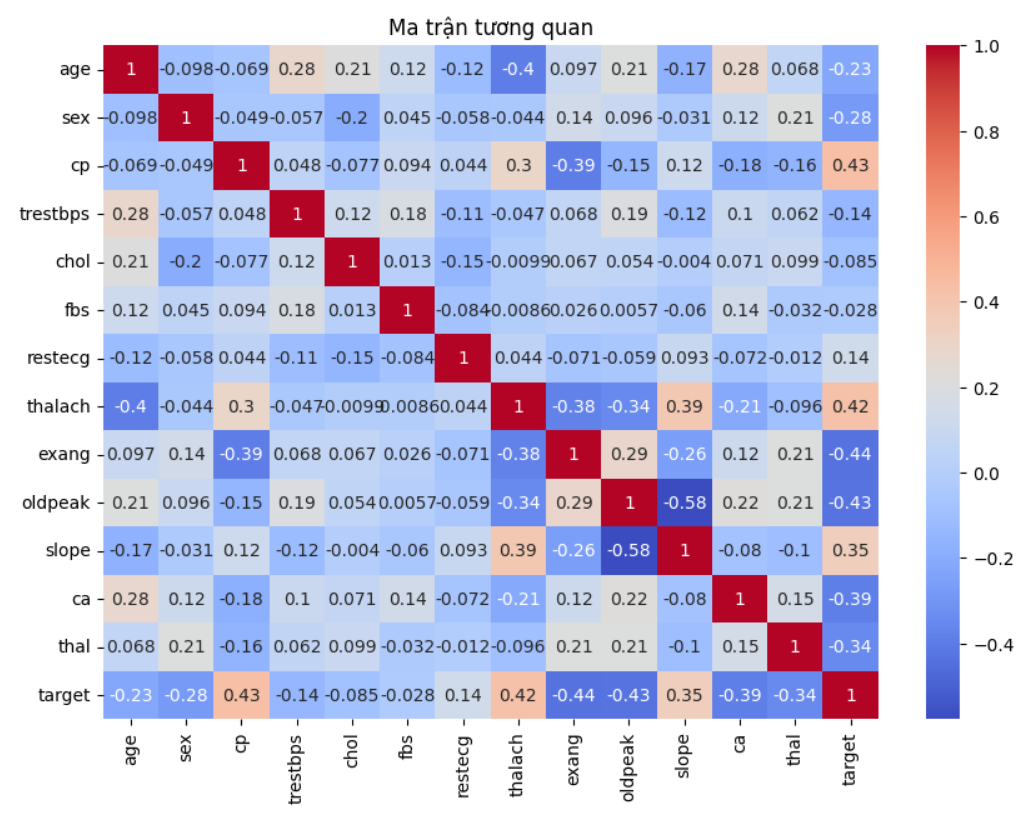 Ma trận tương quan
age 1 -0.098 -0.069 0.28 0.21 0.12 -0.12 -0.4 0.097 0.21 -0.17 0.28 0.068 -0.23
sex -0.098 1 -0.049 -0.057 -0.2 0.045 -0.058 -0.044 0.14 0.096 -0.031 0.12 0.21 -0.28
cp -0.069 -0.049 1 0.048 -0.077 0.094 0.044 0.3 -0.39 -0.15 0.12 -0.18 -0.16 0.43
trestbps 0.28 -0.057 0.048 1 0.12 0.18 -0.11 -0.047 0.068 0.19 -0.12 0.1 0.062 -0.14
chol 0.21 -0.2 -0.077 0.12 1 0.013 -0.15 -0.0099 0.067 0.054 -0.004 0.071 0.099 -0.085
fbs 0.12 0.045 0.094 0.18 0.013 1 -0.084 -0.0086 0.026 0.0057 -0.06 0.14 -0.032 -0.028
restecg -0.12 -0.058 0.044 -0.11 -0.15 -0.084 1 0.044 -0.071 -0.059 0.093 -0.072 -0.012 0.14
thalach -0.4 -0.044 0.3 -0.047 -0.0099 -0.0086 0.044 1 -0.38 -0.34 0.39 -0.21 -0.096 0.42
exang 0.097 0.14 -0.39 0.068 0.067 0.026 -0.071 -0.38 1 0.29 -0.26 0.12 0.21 -0.44
oldpeak 0.21 0.096 -0.15 0.19 0.054 0.0057 -0.059 -0.34 0.29 1 -0.58 0.22 0.21 -0.43
slope -0.17 -0.031 0.12 -0.12 -0.004 -0.06 0.093 0.39 -0.26 -0.58 1 -0.08 -0.1 0.35
ca 0.28 0.12 -0.18 0.1 0.071 0.14 -0.072 -0.21 0.12 0.22 -0.08 1 0.15 -0.39
thal 0.068 0.21 -0.16 0.062 0.099 -0.032 -0.012 -0.096 0.21 0.21 -0.1 0.15 1 -0.34
target -0.23 -0.28 0.43 -0.14 -0.085 -0.028 0.14 0.42 -0.44 -0.43 0.35 -0.39 -0.34 1
age sex cp trestbps chol fbs restecg thalach exang oldpeak slope ca thal target
1.0
0.8
0.6
0.4
0.2
0.0
−0.2
−0.4